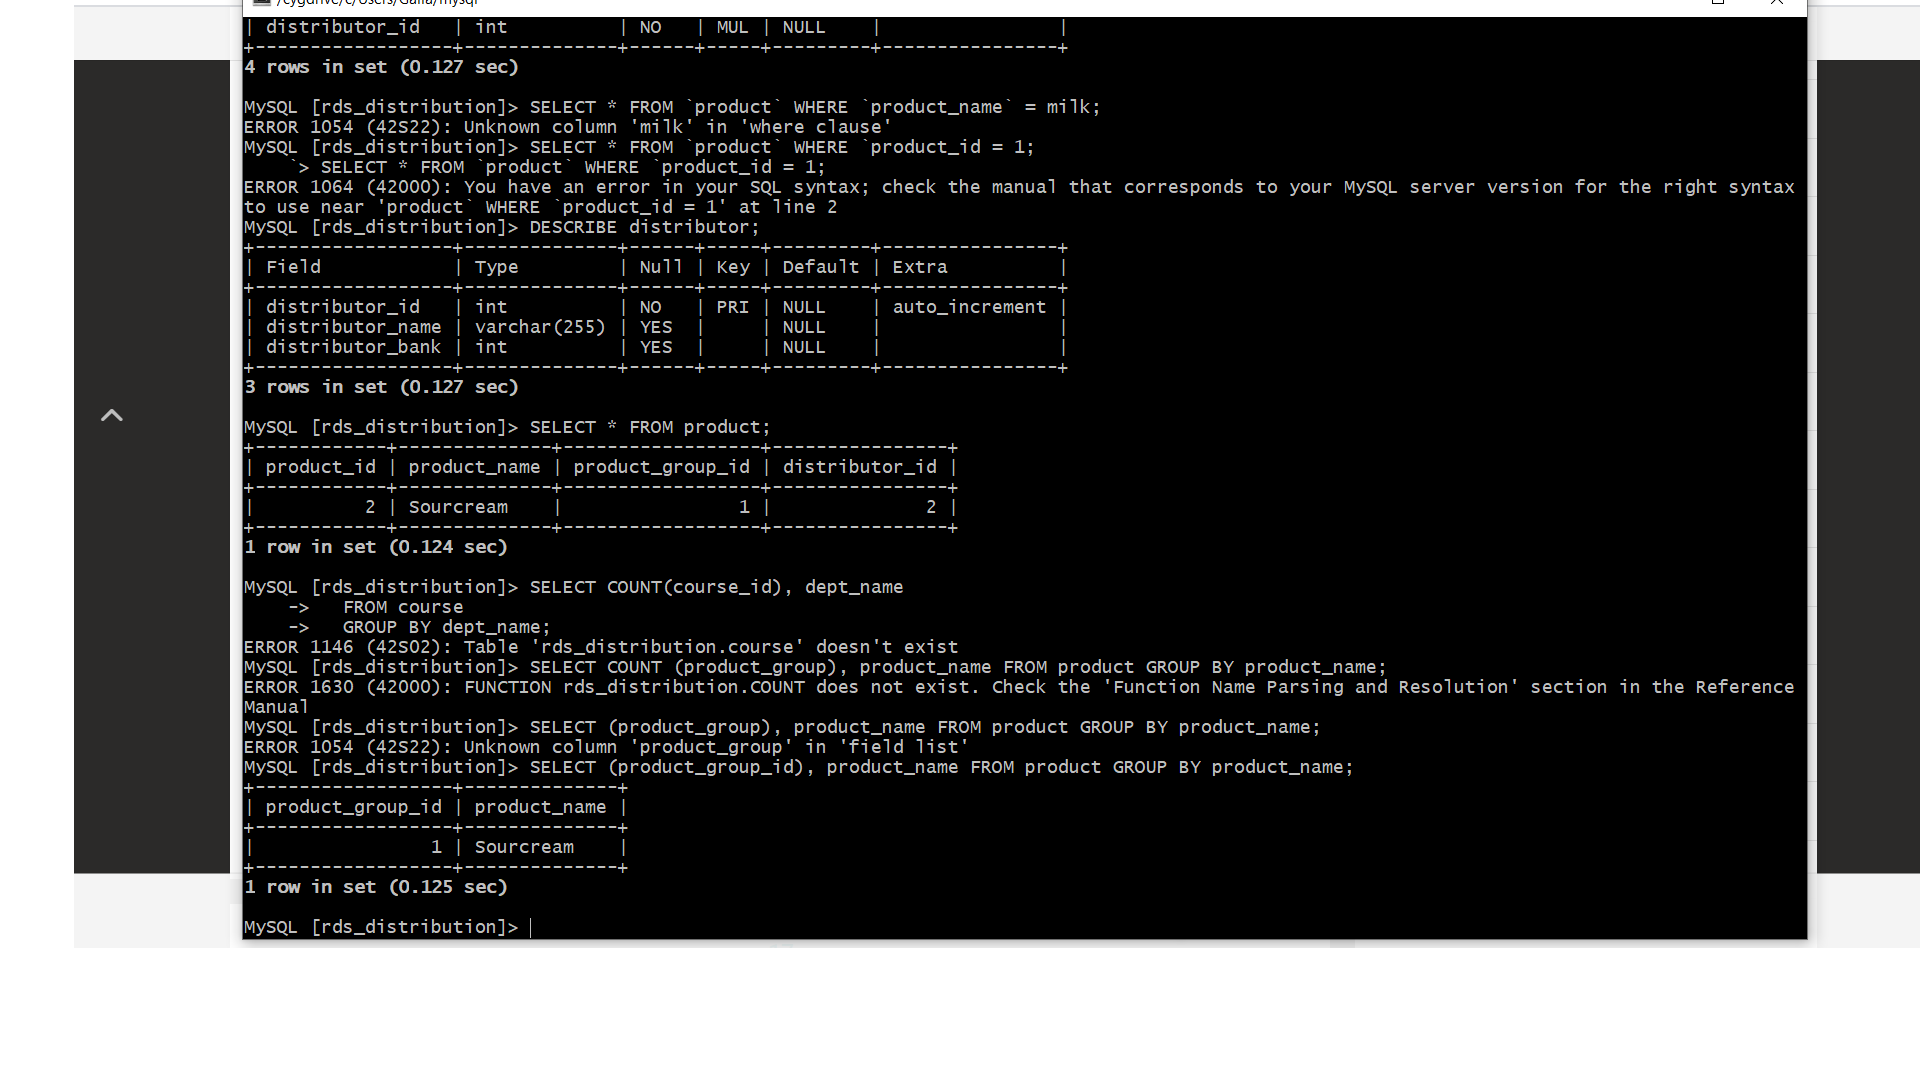 /cygdrive/c/Users/Galia/mysql
| distributor_id   | int          | NO   | MUL | NULL    |                |
+------------------+--------------+------+-----+---------+----------------+
4 rows in set (0.127 sec)
MySQL [rds_distribution]> SELECT * FROM `product` WHERE `product_name` = milk;
ERROR 1054 (42S22): Unknown column 'milk' in 'where clause'
MySQL [rds_distribution]> SELECT * FROM `product` WHERE `product_id = 1;
    `> SELECT * FROM `product` WHERE `product_id = 1;
ERROR 1064 (42000): You have an error in your SQL syntax; check the manual that corresponds to your MySQL server version for the right syntax
to use near 'product` WHERE `product_id = 1' at line 2
MySQL [rds_distribution]> DESCRIBE distributor;
+------------------+--------------+------+-----+---------+----------------+
| Field            | Type         | Null | Key | Default | Extra          |
+------------------+--------------+------+-----+---------+----------------+
| distributor_id   | int          | NO   | PRI | NULL    | auto_increment |
| distributor_name | varchar(255) | YES  |     | NULL    |                |
| distributor_bank | int          | YES  |     | NULL    |                |
+------------------+--------------+------+-----+---------+----------------+
3 rows in set (0.127 sec)
MySQL [rds_distribution]> SELECT * FROM product;
+------------+--------------+------------------+----------------+
| product_id | product_name | product_group_id | distributor_id |
+------------+--------------+------------------+----------------+
|          2 | Sourcream    |                1 |              2 |
+------------+--------------+------------------+----------------+
1 row in set (0.124 sec)
MySQL [rds_distribution]> SELECT COUNT(course_id), dept_name
    ->   FROM course
    ->   GROUP BY dept_name;
ERROR 1146 (42S02): Table 'rds_distribution.course' doesn't exist
MySQL [rds_distribution]> SELECT COUNT (product_group), product_name FROM product GROUP BY product_name;
ERROR 1630 (42000): FUNCTION rds_distribution.COUNT does not exist. Check the 'Function Name Parsing and Resolution' section in the Reference
Manual
MySQL [rds_distribution]> SELECT (product_group), product_name FROM product GROUP BY product_name;
ERROR 1054 (42S22): Unknown column 'product_group' in 'field list'
MySQL [rds_distribution]> SELECT (product_group_id), product_name FROM product GROUP BY product_name;
+------------------+--------------+
| product_group_id | product_name |
+------------------+--------------+
|                1 | Sourcream    |
+------------------+--------------+
1 row in set (0.125 sec)
MySQL [rds_distribution]>